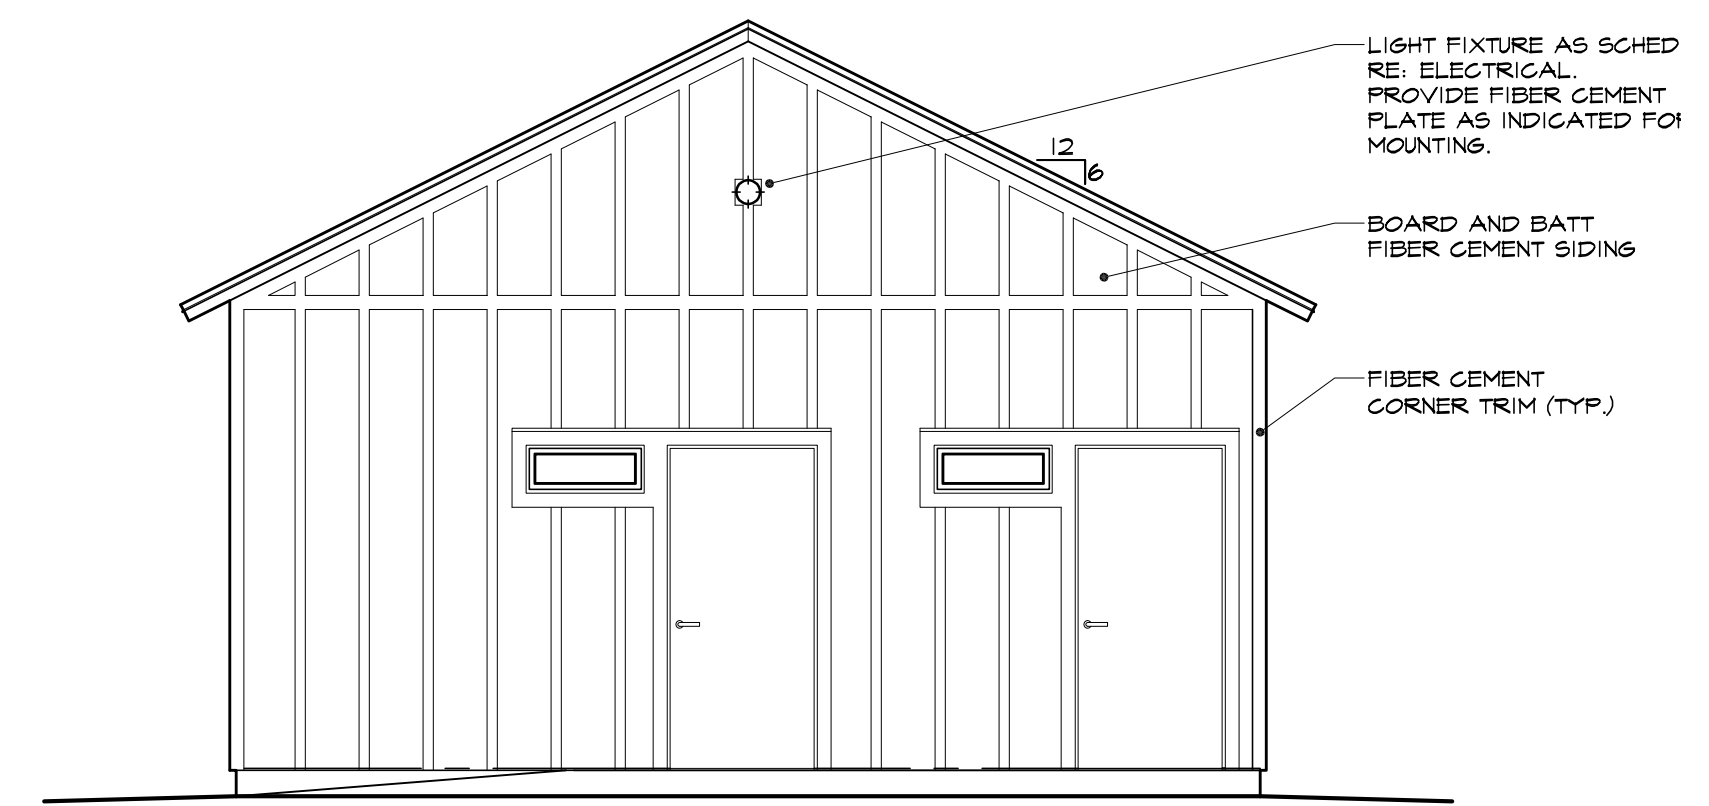 LIGHT FIXTURE AS SCHED
RE: ELECTRICAL.
PROVIDE FIBER CEMENT
PLATE AS INDICATED FOR
MOUNTING.
12
6
BOARD AND BATT
FIBER CEMENT SIDING
FIBER CEMENT
CORNER TRIM (TYP.)